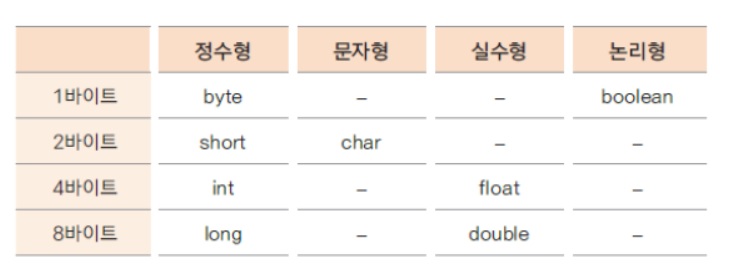 정수형 문자형 실수형 논리형
1바이트 byte – – boolean
2바이트 short char – –
4바이트 int – float –
8바이트 long – double –